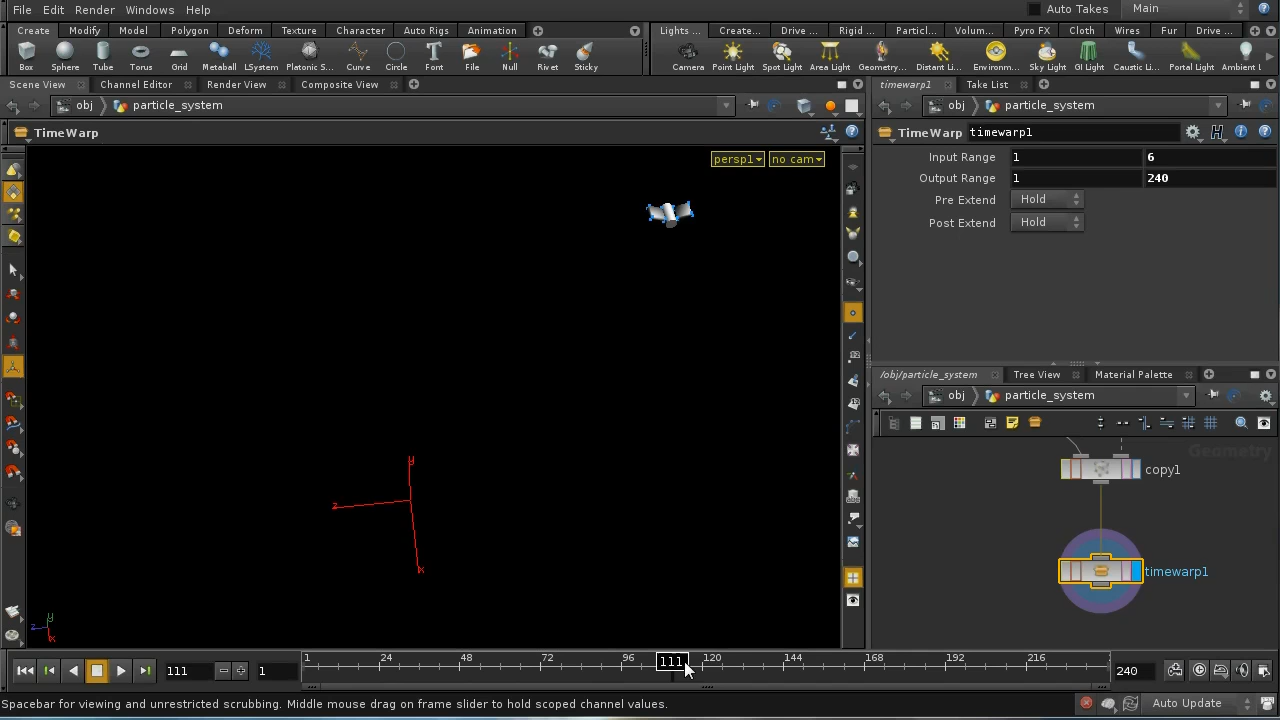 File Edit Render Windows Help Auto Takes Main
Create Modify Model Polygon Deform Texture Character Auto Rigs Animation
Lights ... Create... Drive ... Rigid ... Particl... Volum... Pyro FX Cloth Wires Fur Drive ...
Box Sphere Tube Torus Grid Metaball LSystem Platonic S... Curve Circle Font File Null Rivet Sticky
Camera Point Light Spot Light Area Light Geometry... Distant Li... Environm... Sky Light GI Light Caustic Li... Portal Light Ambient L
Scene View Channel Editor Render View Composite View
timewarp1 Take List
obj particle_system
obj particle_system
TimeWarp
TimeWarp timewarp1
persp1 no cam
Input Range 1 6
Output Range 1 240
Pre Extend Hold
Post Extend Hold
/obj/particle_system Tree View Material Palette
obj particle_system
Geometry
copy1
timewarp1
y
z
x
y
z
x
111 1
1 24 48 72 96 111 120 144 168 192 216
240
Spacebar for viewing and unrestricted scrubbing. Middle mouse drag on frame slider to hold scoped channel values.
Auto Update